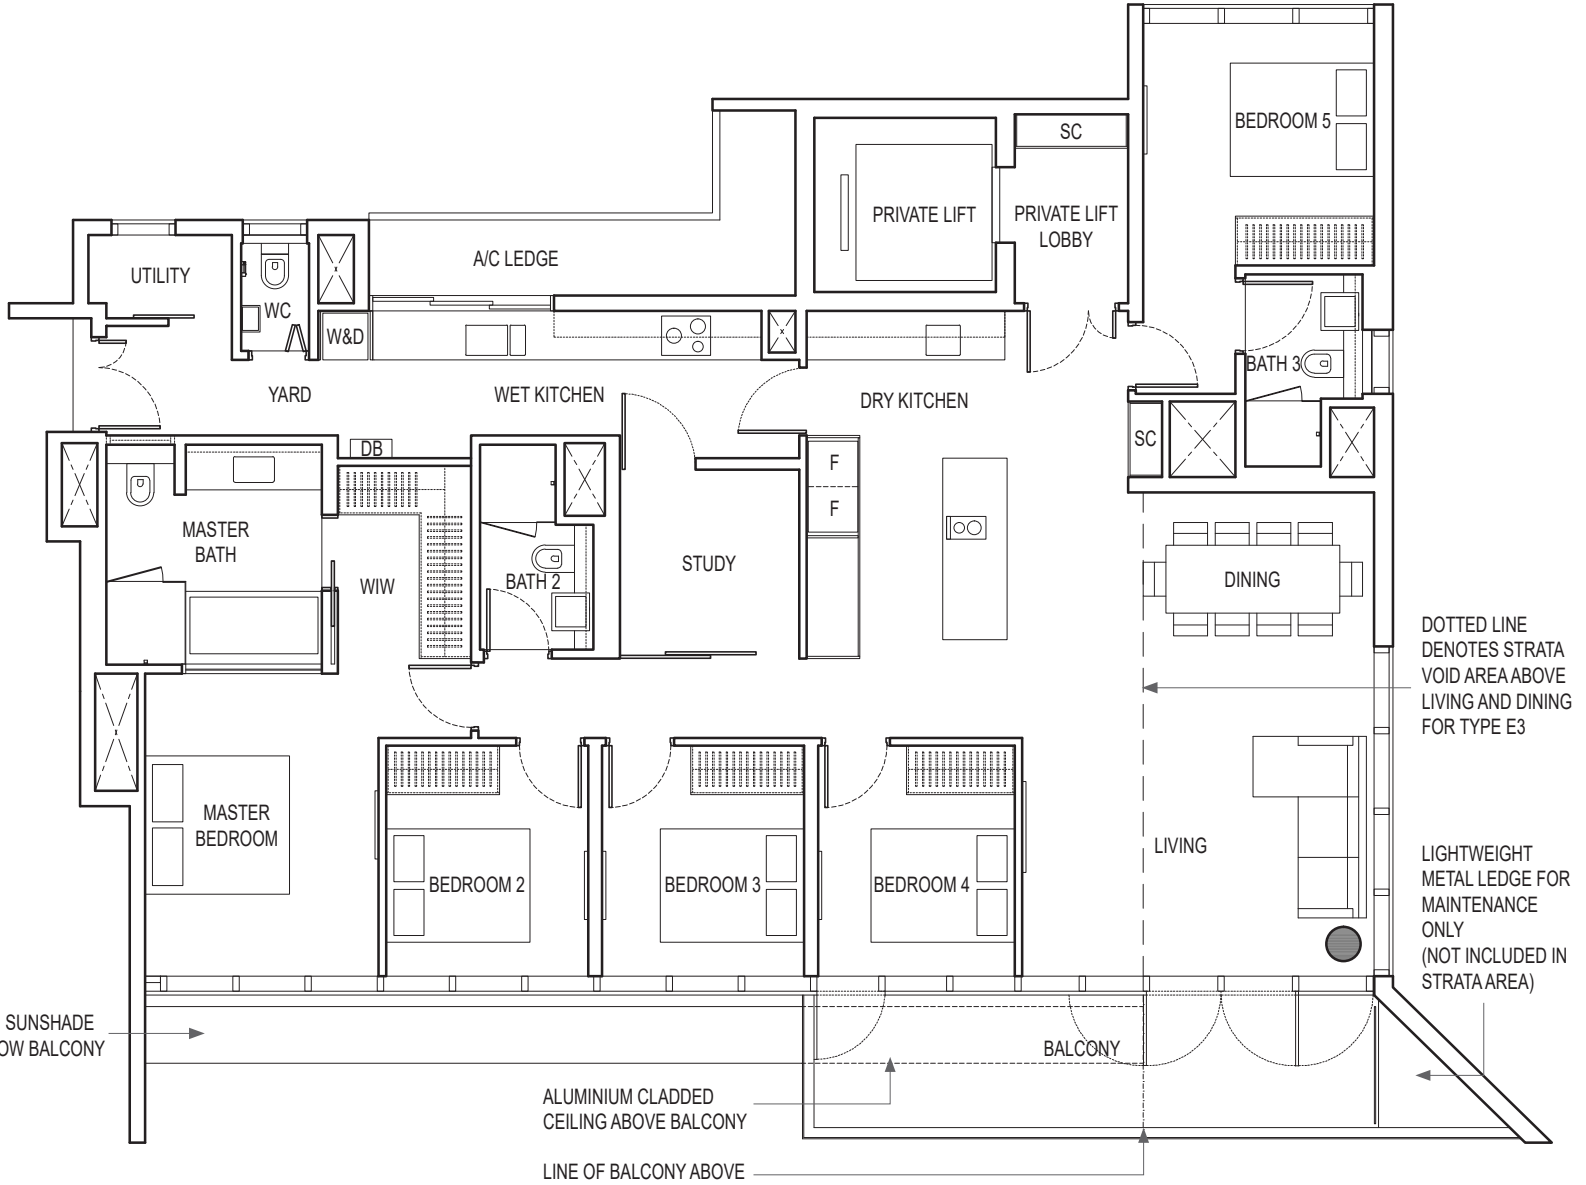 SC
BEDROOM 5
PRIVATE LIFT
PRIVATE LIFT
LOBBY
A/C LEDGE
UTILITY
WC
W&D
BATH 3
YARD
WET KITCHEN
DRY KITCHEN
SC
DB
F
F
MASTER
BATH
WIW
BATH 2
STUDY
DINING
DOTTED LINE
DENOTES STRATA
VOID AREA ABOVE
LIVING AND DINING
FOR TYPE E3
MASTER
BEDROOM
BEDROOM 2
BEDROOM 3
BEDROOM 4
LIVING
LIGHTWEIGHT
METAL LEDGE FOR
MAINTENANCE
ONLY
(NOT INCLUDED IN
STRATA AREA)
SUNSHADE
OW BALCONY
BALCONY
ALUMINIUM CLADDED
CEILING ABOVE BALCONY
LINE OF BALCONY ABOVE